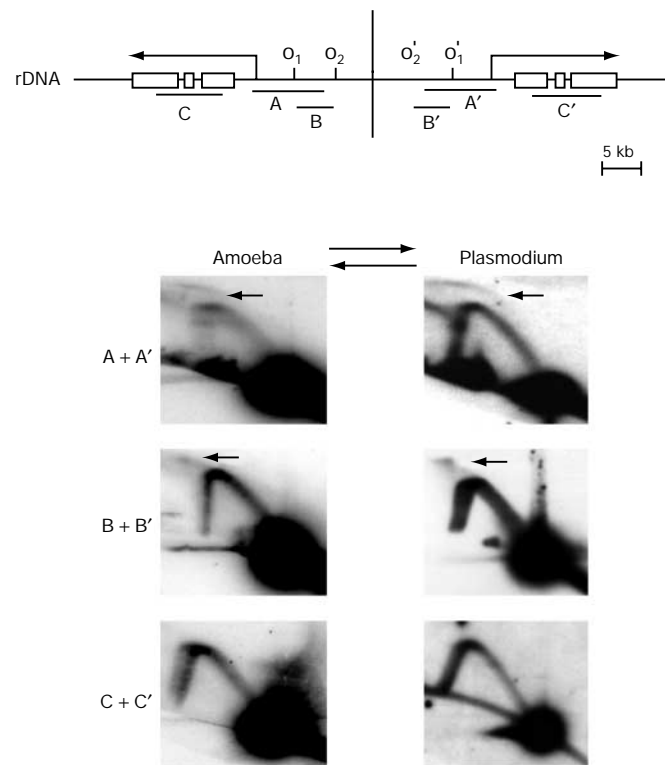 O1 O2 O'2 O'1
rDNA
C A B B′ A′ C′
5 kb
Amoeba Plasmodium
A + A′
B + B′
C + C′